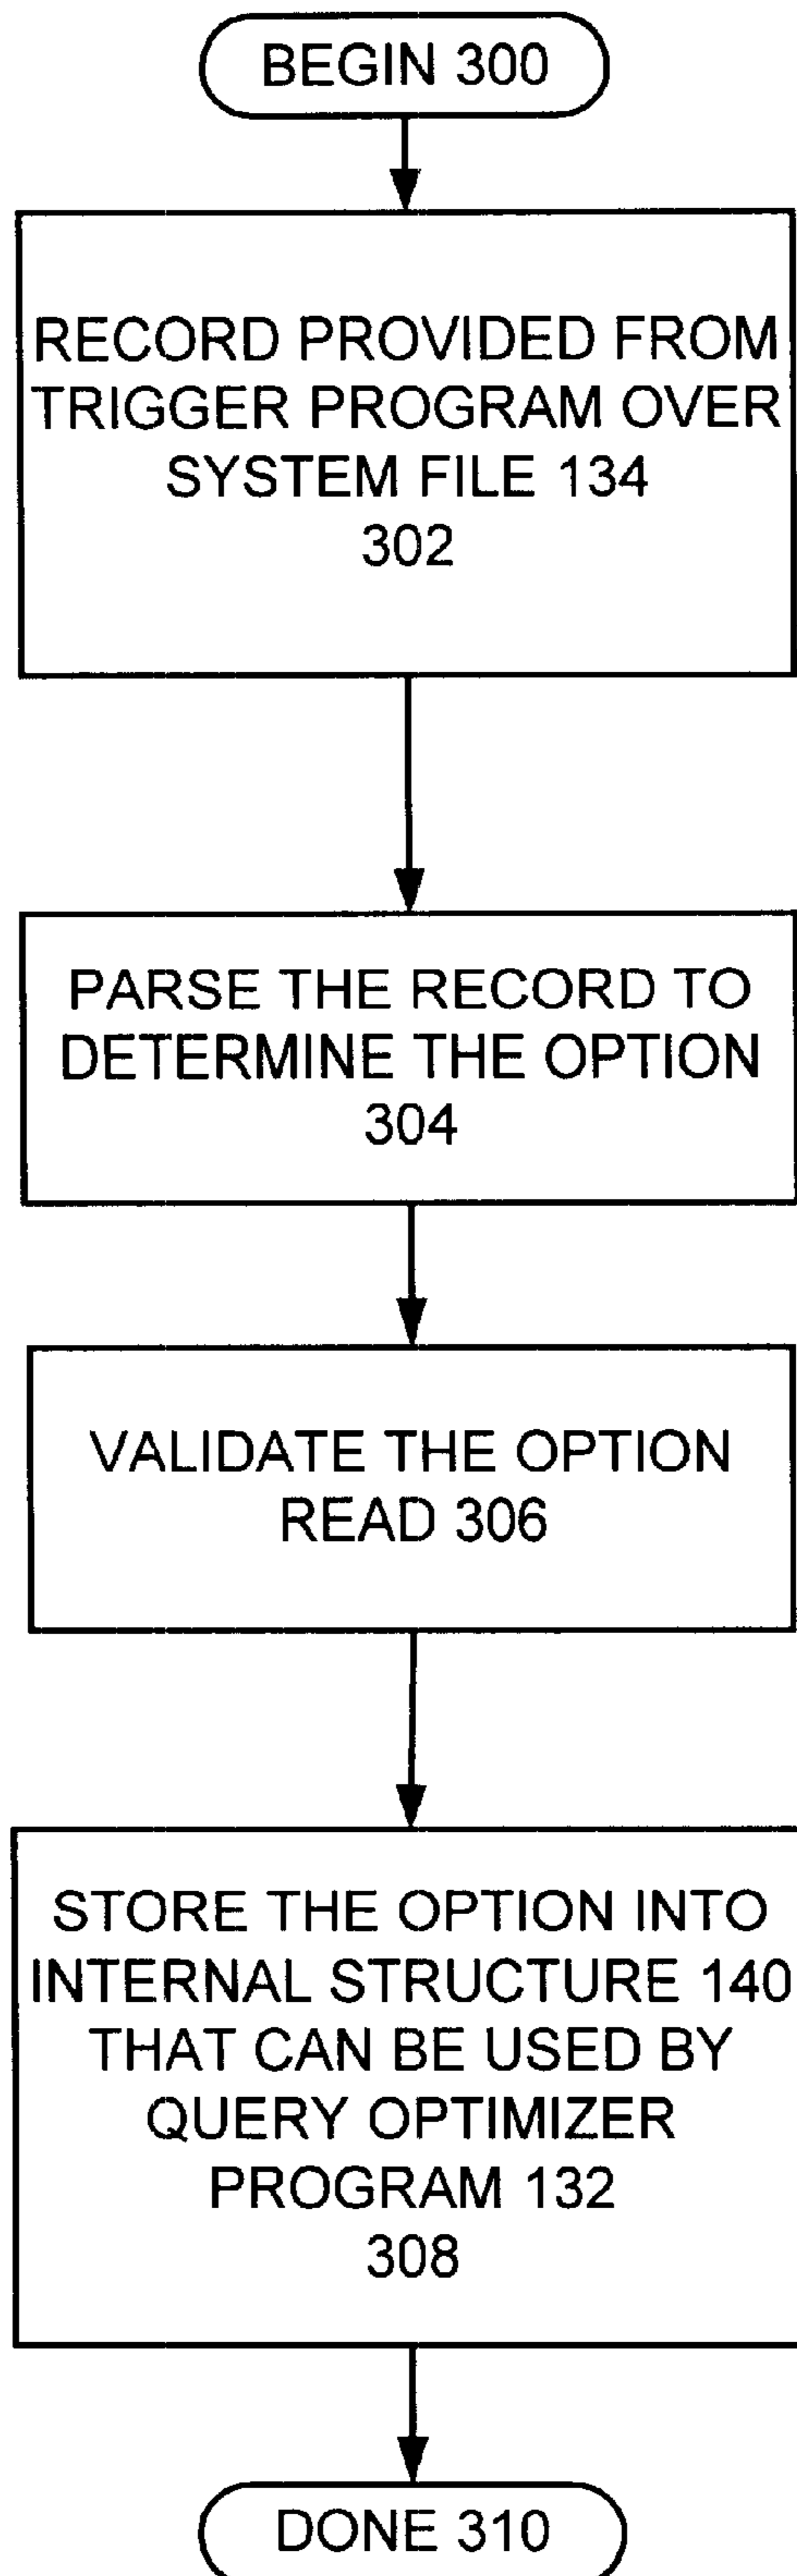 BEGIN 300
RECORD PROVIDED FROM
TRIGGER PROGRAM OVER
SYSTEM FILE 134
302
PARSE THE RECORD TO
DETERMINE THE OPTION
304
VALIDATE THE OPTION
READ 306
STORE THE OPTION INTO
INTERNAL STRUCTURE 140
THAT CAN BE USED BY
QUERY OPTIMIZER
PROGRAM 132
308
DONE 310